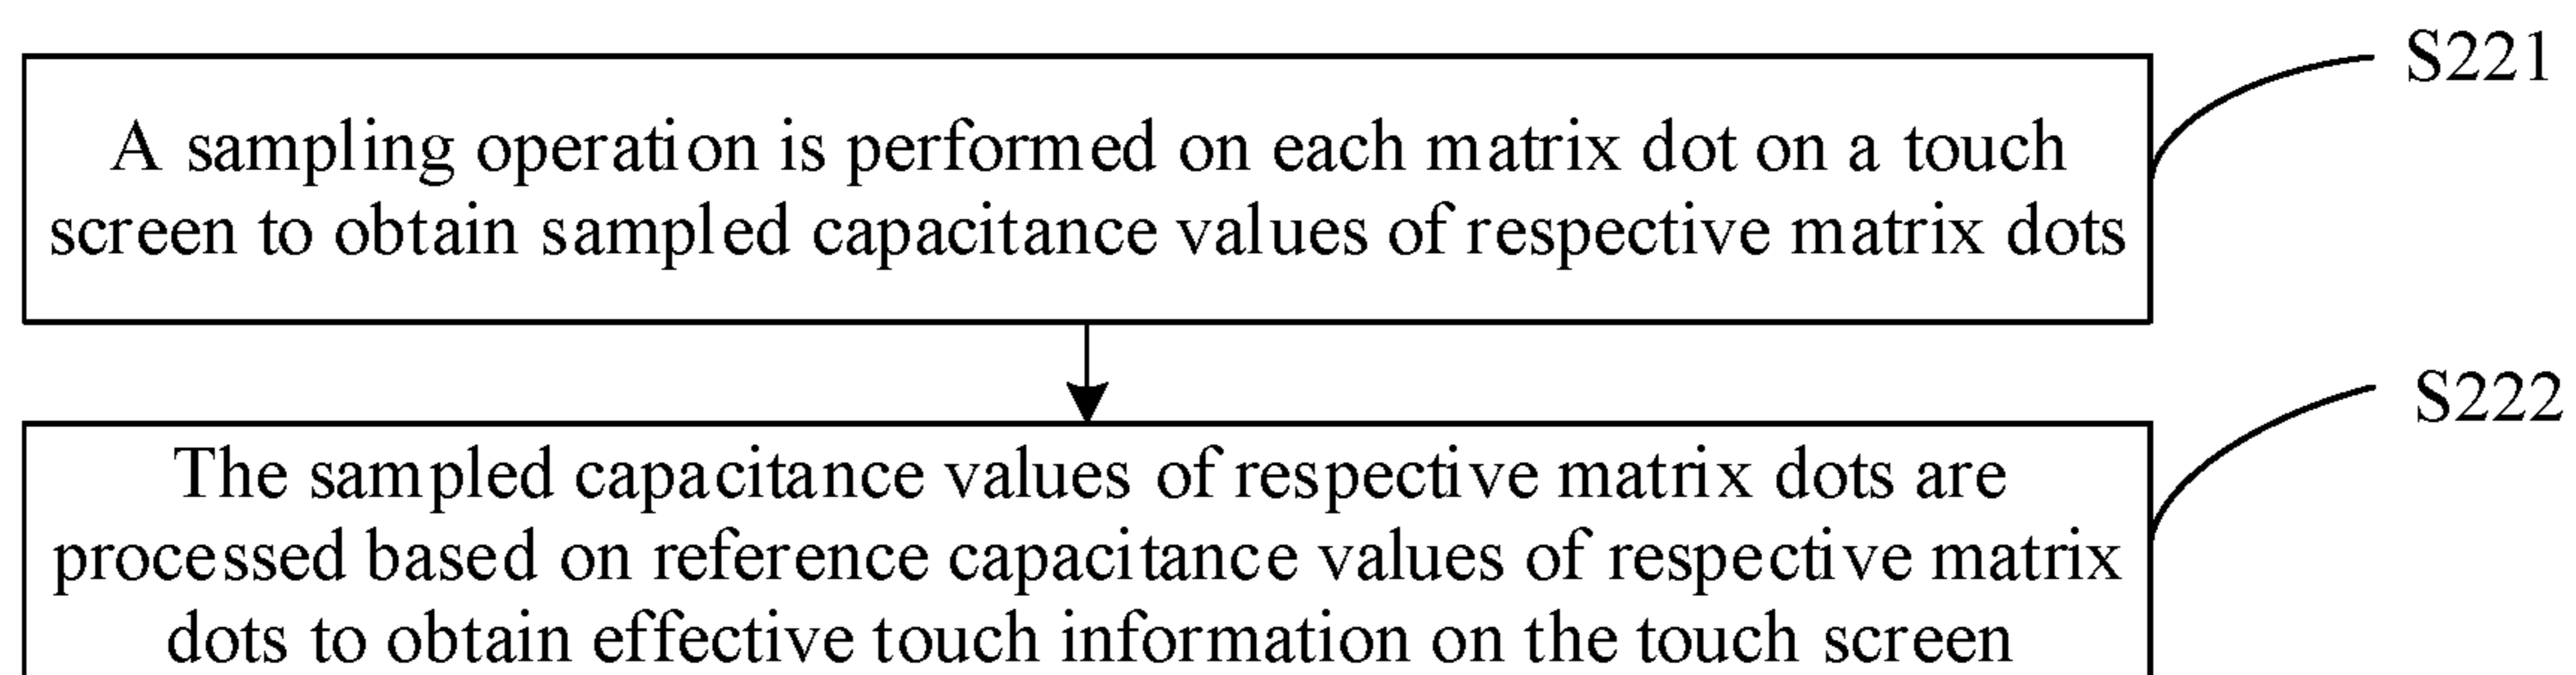 S221
A sampling operation is performed on each matrix dot on a touch
screen to obtain sampled capacitance values of respective matrix dots
S222
The sampled capacitance values of respective matrix dots are
processed based on reference capacitance values of respective matrix
dots to obtain effective touch information on the touch screen